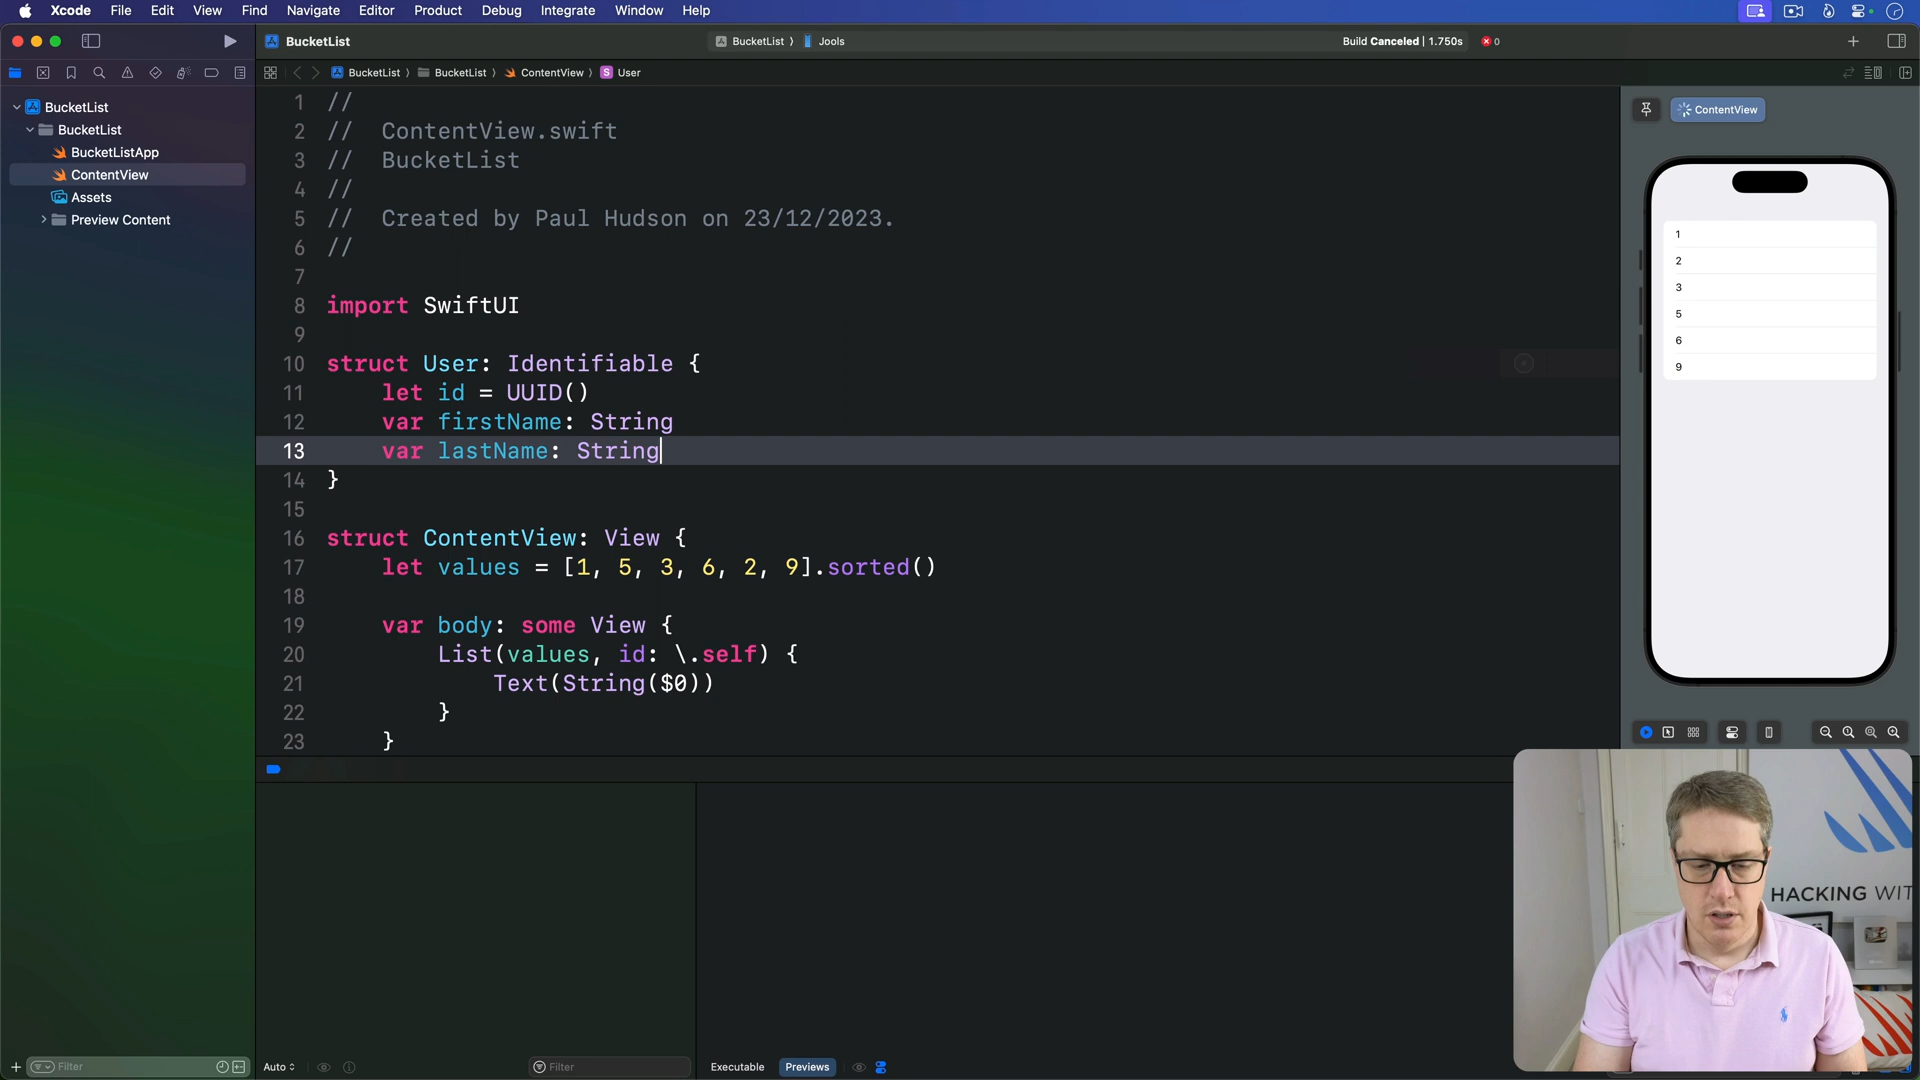 Xcode File Edit View Find Navigate Editor Product Debug Integrate Window Help
BucketList
BucketList 〉 Jools
Build Canceled | 1.750s
0
BucketList 〉 BucketList 〉 ContentView 〉 S User
BucketList
BucketList
BucketListApp
ContentView
Assets
Preview Content
1 //
2 // ContentView.swift
3 // BucketList
4 //
5 // Created by Paul Hudson on 23/12/2023.
6 //
7
8 import SwiftUI
9
10 struct User: Identifiable {
11 let id = UUID()
12 var firstName: String
13 var lastName: String
14 }
15
16 struct ContentView: View {
17 let values = [1, 5, 3, 6, 2, 9].sorted()
18
19 var body: some View {
20 List(values, id: \.self) {
21 Text(String($0))
22 }
23 }
ContentView
1
2
3
5
6
9
HACKING WIT
Filter
Auto
Filter
Executable Previews